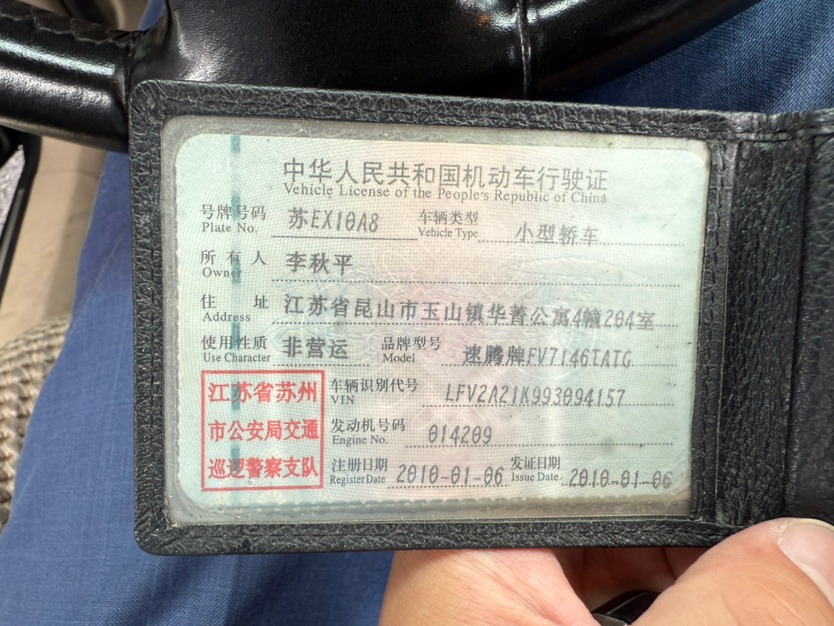 中华人民共和国机动车行驶证
Vehicle License of the People's Republic of China
号牌号码 苏EX10A8 车辆类型 小型轿车
Plate No. Vehicle Type
所有人 李秋平
Owner
住址 江苏省昆山市玉山镇华菁公寓4幢204室
Address
使用性质 非营运 品牌型号 速腾牌FV7146TATG
Use Character Model
江苏省苏州
市公安局交通
巡逻警察支队
车辆识别代号 LFV2A21K993094157
VIN
发动机号码 014209
Engine No.
注册日期 2010-01-06 发证日期 2010-01-06
Register Date Issue Date